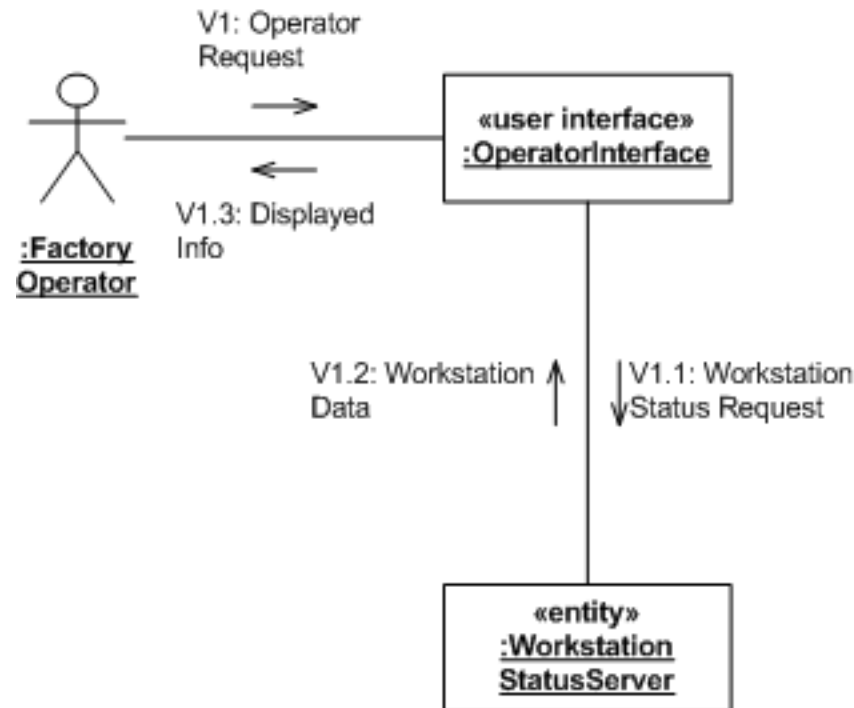 V1: Operator
Request
«user interface»
:OperatorInterface
V1.3: Displayed
Info
:Factory
Operator
V1.2: Workstation
Data
V1.1: Workstation
Status Request
«entity»
:Workstation
StatusServer